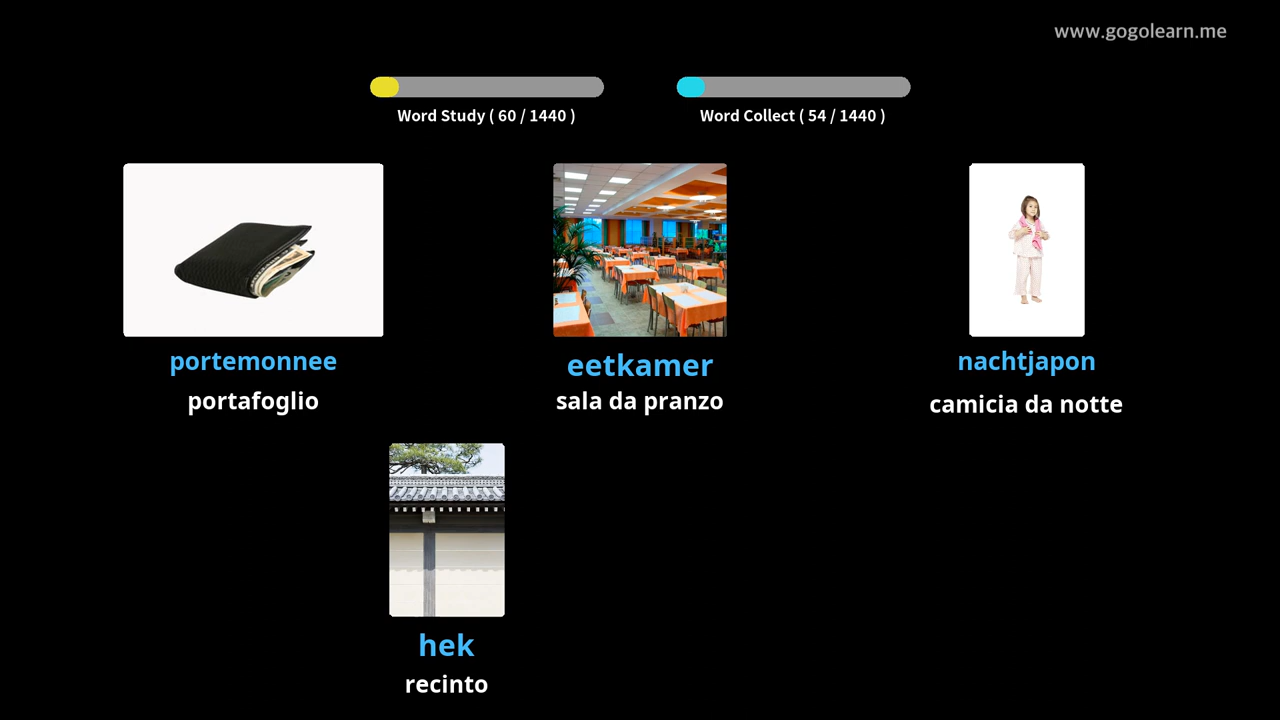 www.gogolearn.me
Word Study ( 60 / 1440 )
Word Collect ( 54 / 1440 )
portemonnee
portafoglio
eetkamer
sala da pranzo
nachtjapon
camicia da notte
hek
recinto